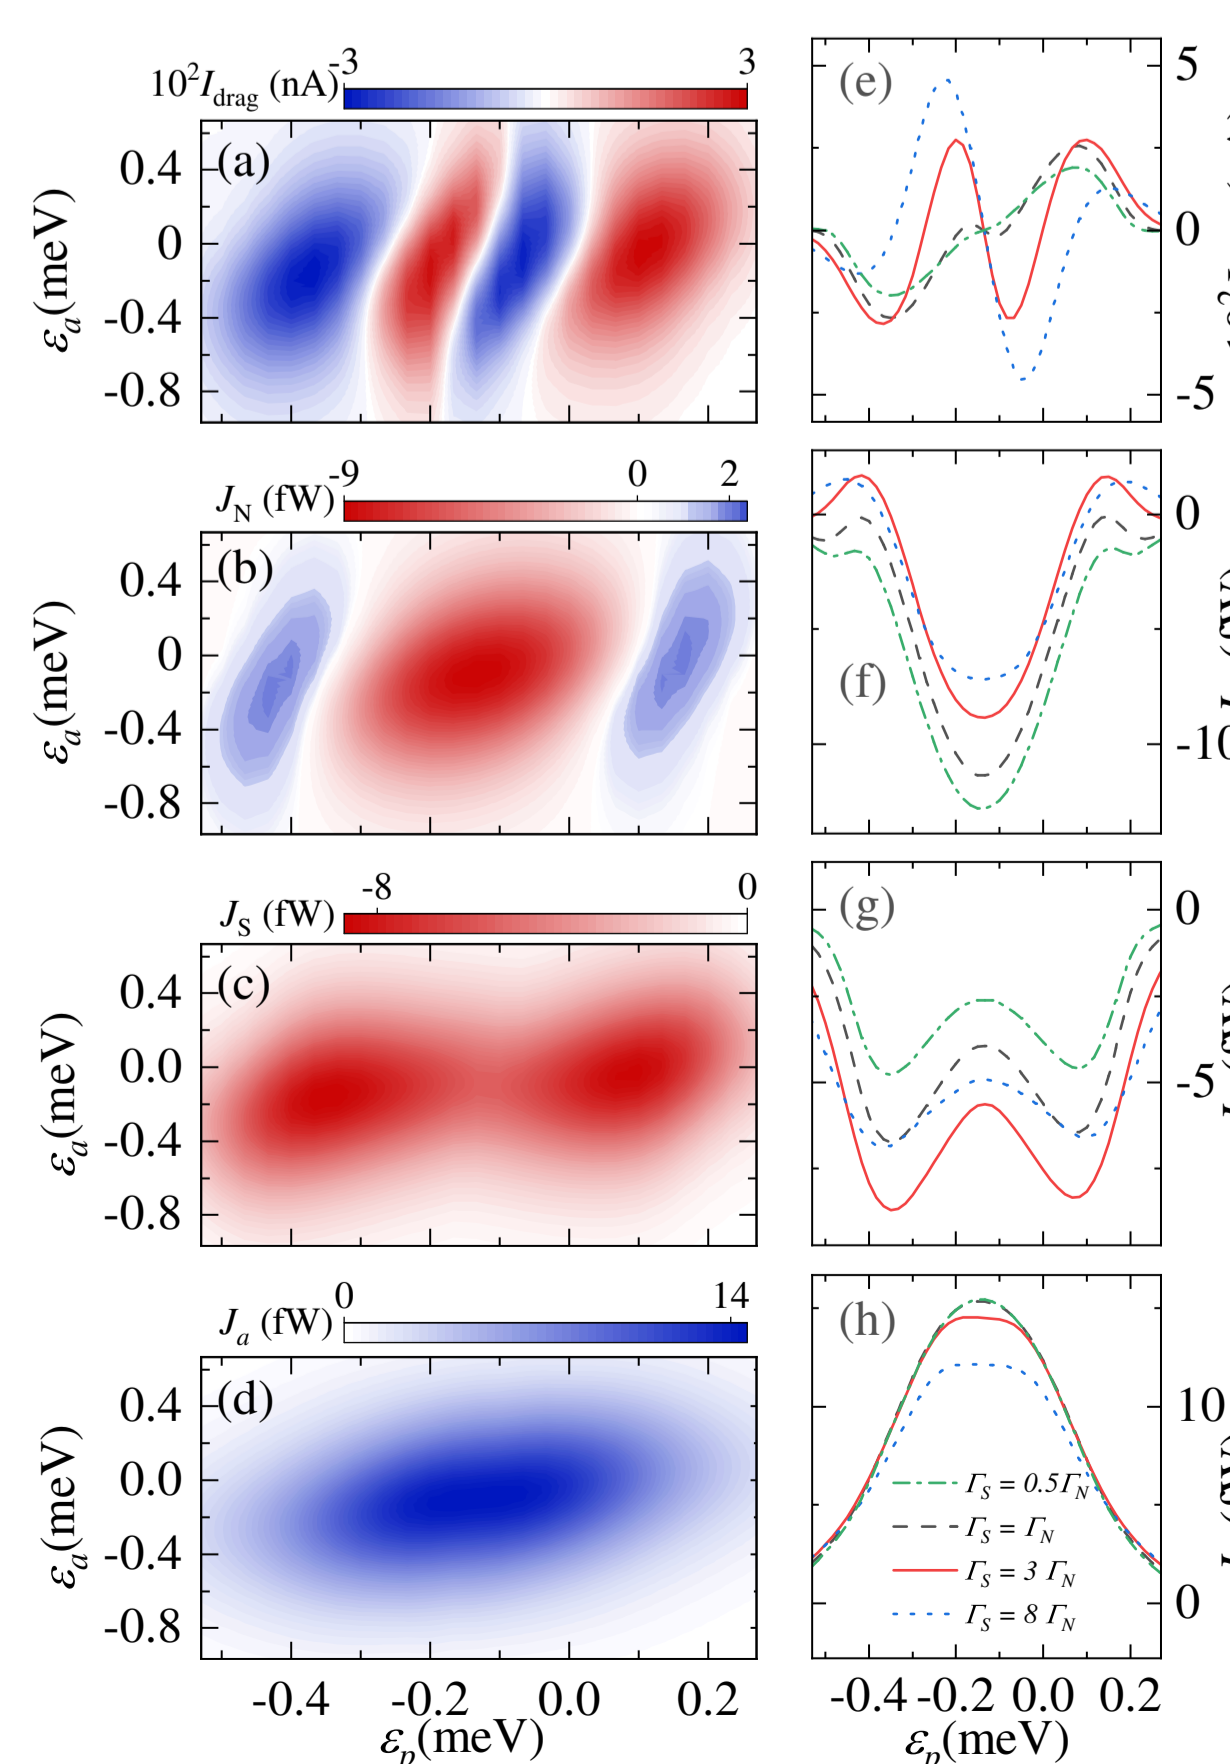 10²I_drag (nA) -3 3
(a)
0.4
0
-0.4
-0.8
ε_a(meV)
J_N (fW) -9 0 2
(b)
0.4
0
-0.4
-0.8
ε_a(meV)
J_S (fW) -8 0
(c)
0.4
0.0
-0.4
-0.8
ε_a(meV)
J_a (fW) 0 14
(d)
0.4
0.0
-0.4
-0.8
ε_a(meV)
-0.4 -0.2 0.0 0.2
ε_p(meV)
(e)
5
0
-5
(f)
0
-10
(g)
0
-5
(h)
10
0
Γ_S = 0.5Γ_N
Γ_S = Γ_N
Γ_S = 3 Γ_N
Γ_S = 8 Γ_N
-0.4 -0.2 0.0 0.2
ε_p(meV)